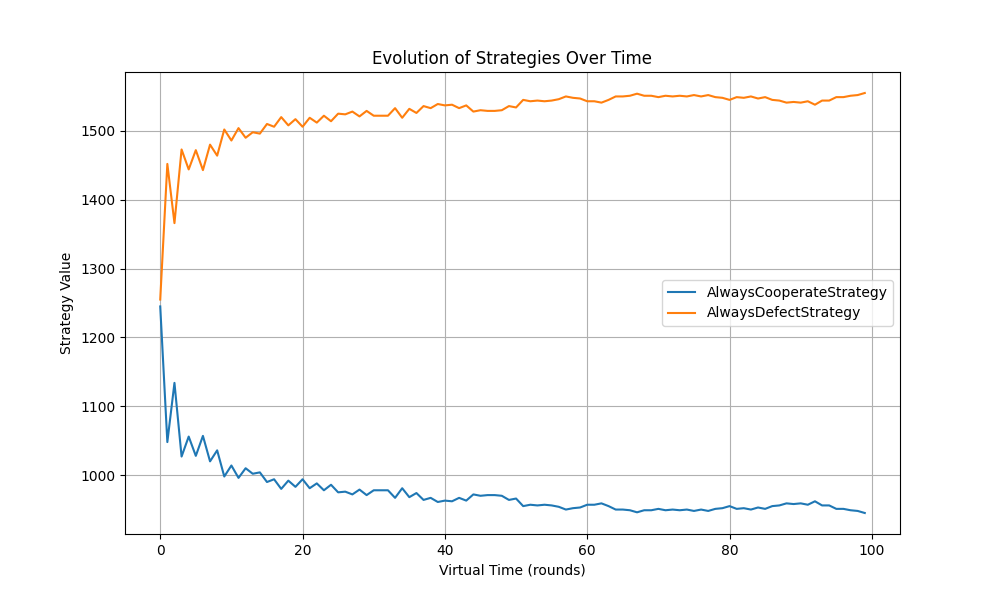 Evolution of Strategies Over Time
Strategy Value
1500
1400
1300
1200
1100
1000
AlwaysCooperateStrategy
AlwaysDefectStrategy
0 20 40 60 80 100
Virtual Time (rounds)